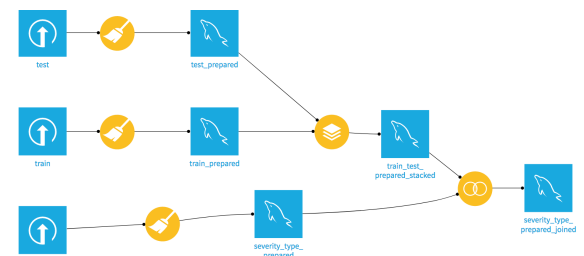 test
test_prepared
train
train_prepared
train_test_
prepared_stacked
severity_type_
prepared_joined
severity_type_
prepared